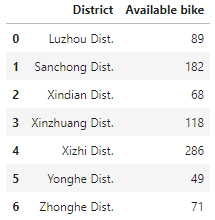 District Available bike
0 Luzhou Dist. 89
1 Sanchong Dist. 182
2 Xindian Dist. 68
3 Xinzhuang Dist. 118
4 Xizhi Dist. 286
5 Yonghe Dist. 49
6 Zhonghe Dist. 71